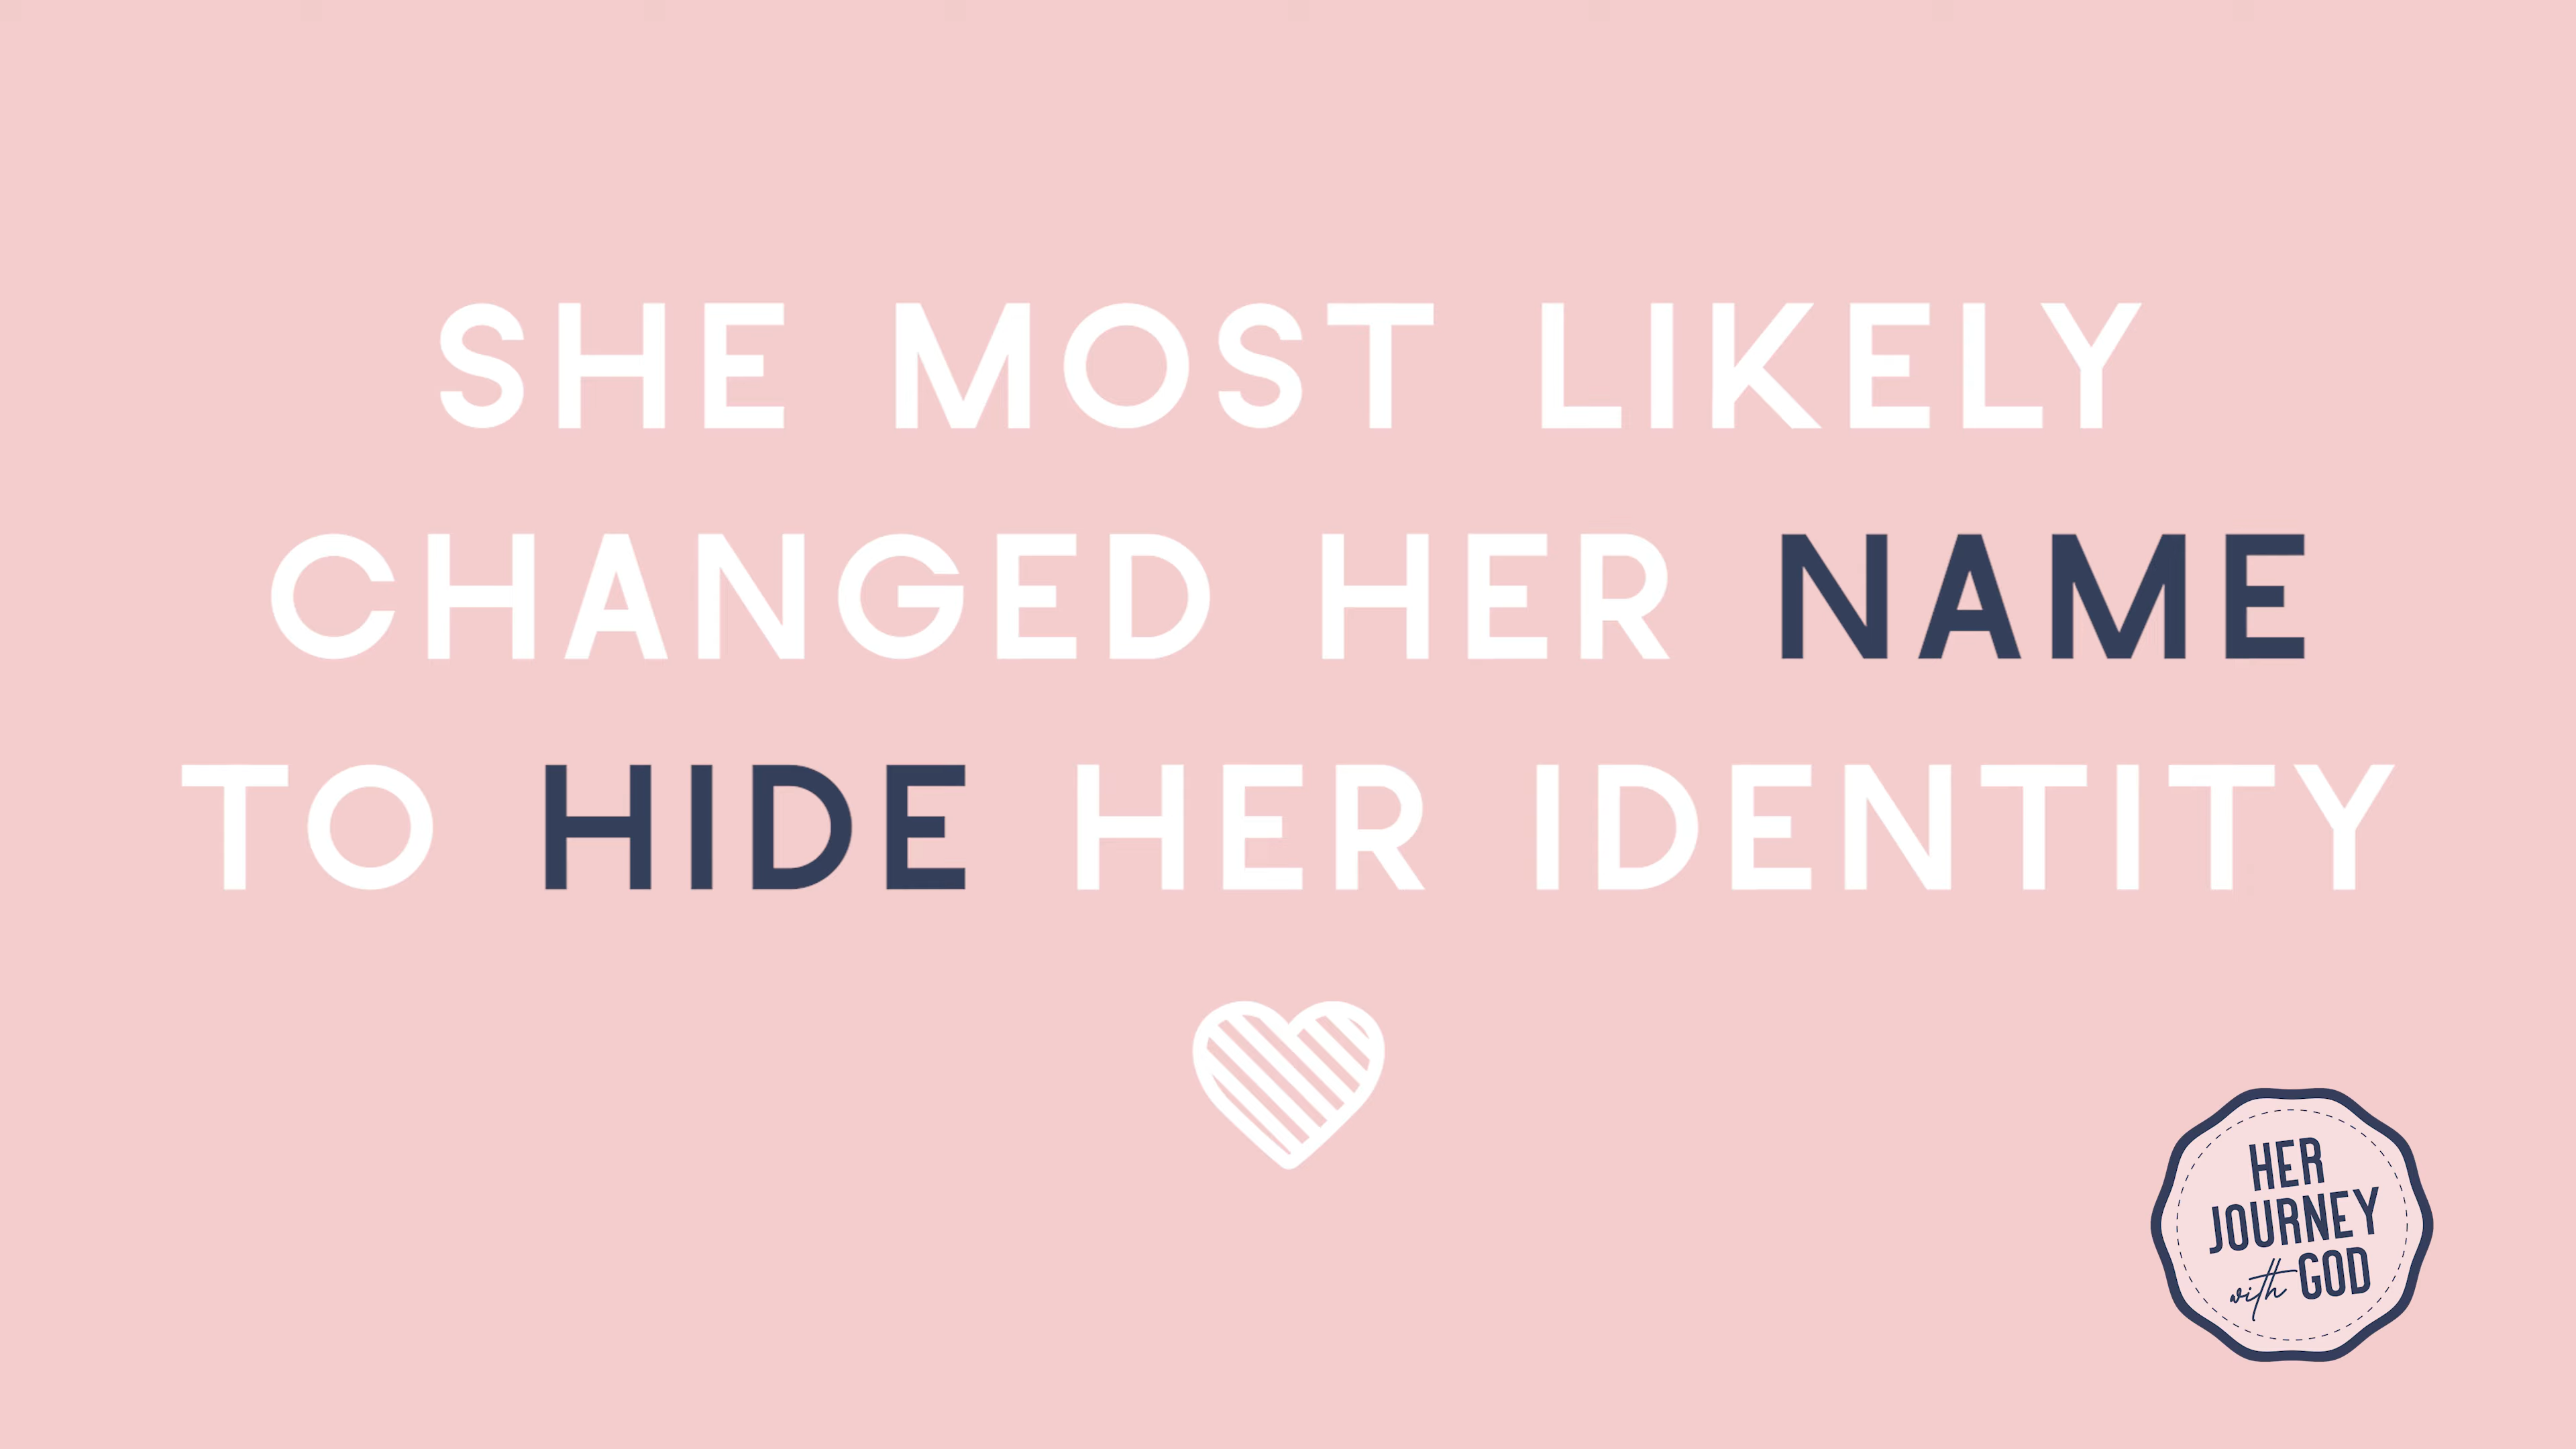 SHE MOST LIKELY
CHANGED HER NAME
TO HIDE HER IDENTITY
HER
JOURNEY
with GOD